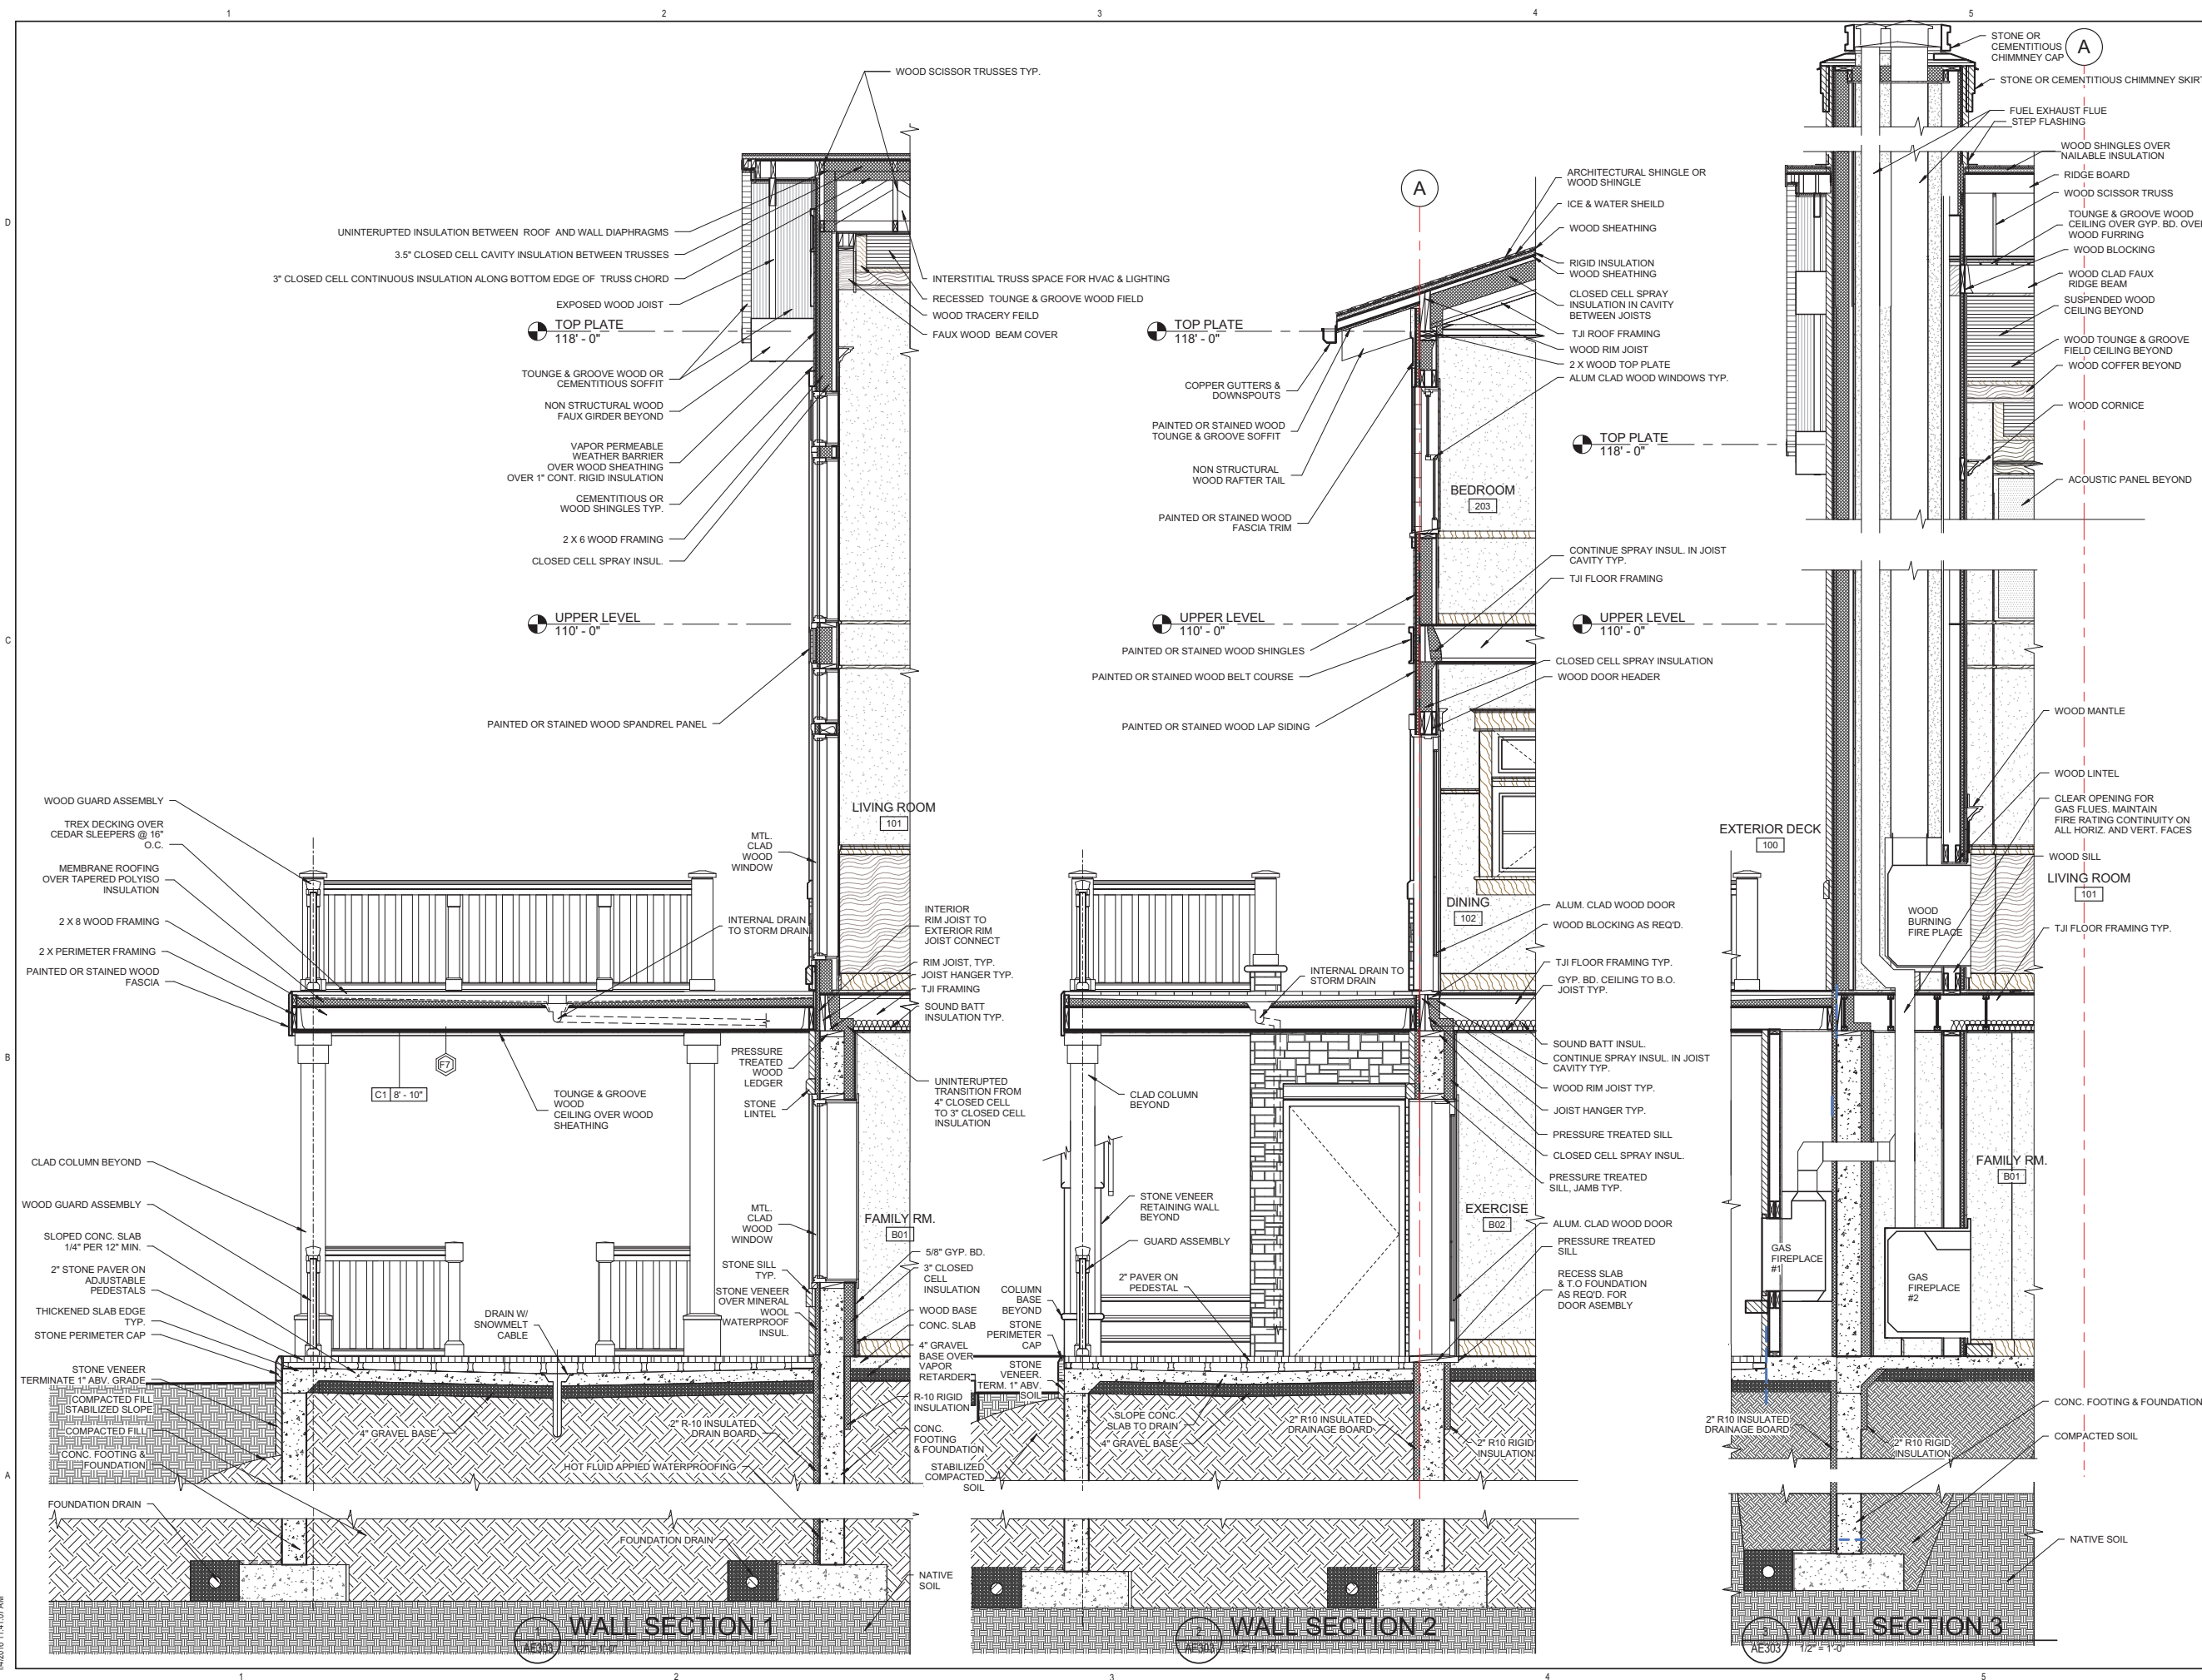 1
2
3
4
5
D
C
B
A
WOOD SCISSOR TRUSSES TYP.
UNINTERUPTED INSULATION BETWEEN ROOF AND WALL DIAPHRAGMS
3.5" CLOSED CELL CAVITY INSULATION BETWEEN TRUSSES
3" CLOSED CELL CONTINUOUS INSULATION ALONG BOTTOM EDGE OF TRUSS CHORD
EXPOSED WOOD JOIST
TOP PLATE
118' - 0"
TOUNGE & GROOVE WOOD OR
CEMENTITIOUS SOFFIT
NON STRUCTURAL WOOD
FAUX GIRDER BEYOND
VAPOR PERMEABLE
WEATHER BARRIER
OVER WOOD SHEATHING
OVER 1" CONT. RIGID INSULATION
CEMENTITIOUS OR
WOOD SHINGLES TYP.
2 X 6 WOOD FRAMING
CLOSED CELL SPRAY INSUL.
UPPER LEVEL
110' - 0"
PAINTED OR STAINED WOOD SPANDREL PANEL
INTERSTITIAL TRUSS SPACE FOR HVAC & LIGHTING
RECESSED TOUNGE & GROOVE WOOD FIELD
WOOD TRACERY FEILD
FAUX WOOD BEAM COVER
WOOD GUARD ASSEMBLY
TREX DECKING OVER
CEDAR SLEEPERS @ 16"
O.C.
MEMBRANE ROOFING
OVER TAPERED POLYISO
INSULATION
2 X 8 WOOD FRAMING
2 X PERIMETER FRAMING
PAINTED OR STAINED WOOD
FASCIA
LIVING ROOM
101
MTL.
CLAD
WOOD
WINDOW
INTERNAL DRAIN
TO STORM DRAIN
INTERIOR
RIM JOIST TO
EXTERIOR RIM
JOIST CONNECT
RIM JOIST, TYP.
JOIST HANGER TYP.
TJI FRAMING
SOUND BATT
INSULATION TYP.
C1 8' - 10"
F7
TOUNGE & GROOVE
WOOD
CEILING OVER WOOD
SHEATHING
PRESSURE
TREATED
WOOD
LEDGER
STONE
LINTEL
UNINTERUPTED
TRANSITION FROM
4" CLOSED CELL
TO 3" CLOSED CELL
INSULATION
CLAD COLUMN BEYOND
WOOD GUARD ASSEMBLY
SLOPED CONC. SLAB
1/4" PER 12" MIN.
2" STONE PAVER ON
ADJUSTABLE
PEDESTALS
THICKENED SLAB EDGE
TYP.
STONE PERIMETER CAP
STONE VENEER
TERMINATE 1" ABV. GRADE
COMPACTED FILL
STABILIZED SLOPE
COMPACTED FILL
CONC. FOOTING &
FOUNDATION
FOUNDATION DRAIN
MTL.
CLAD
WOOD
WINDOW
FAMILY RM.
B01
STONE SILL
TYP.
STONE VENEER
OVER MINERAL
WOOL
WATERPROOF
INSUL.
DRAIN W/
SNOWMELT
CABLE
5/8" GYP. BD.
3" CLOSED
CELL
INSULATION
WOOD BASE
CONC. SLAB
4" GRAVEL
BASE OVER
VAPOR
RETARDER
R-10 RIGID
INSULATION
CONC.
FOOTING
& FOUNDATION
4" GRAVEL BASE
2" R-10 INSULATED
DRAIN BOARD
HOT FLUID APPIED WATERPROOFING
FOUNDATION DRAIN
NATIVE
SOIL
1
AE303
WALL SECTION 1
1/2" = 1'-0"
A
ARCHITECTURAL SHINGLE OR
WOOD SHINGLE
ICE & WATER SHEILD
WOOD SHEATHING
RIGID INSULATION
WOOD SHEATHING
CLOSED CELL SPRAY
INSULATION IN CAVITY
BETWEEN JOISTS
TJI ROOF FRAMING
WOOD RIM JOIST
2 X WOOD TOP PLATE
ALUM CLAD WOOD WINDOWS TYP.
TOP PLATE
118' - 0"
COPPER GUTTERS &
DOWNSPOUTS
PAINTED OR STAINED WOOD
TOUNGE & GROOVE SOFFIT
NON STRUCTURAL
WOOD RAFTER TAIL
PAINTED OR STAINED WOOD
FASCIA TRIM
BEDROOM
203
CONTINUE SPRAY INSUL. IN JOIST
CAVITY TYP.
TJI FLOOR FRAMING
UPPER LEVEL
110' - 0"
PAINTED OR STAINED WOOD SHINGLES
PAINTED OR STAINED WOOD BELT COURSE
PAINTED OR STAINED WOOD LAP SIDING
CLOSED CELL SPRAY INSULATION
WOOD DOOR HEADER
DINING
102
ALUM. CLAD WOOD DOOR
WOOD BLOCKING AS REQ'D.
TJI FLOOR FRAMING TYP.
GYP. BD. CEILING TO B.O.
JOIST TYP.
INTERNAL DRAIN TO
STORM DRAIN
SOUND BATT INSUL.
CONTINUE SPRAY INSUL. IN JOIST
CAVITY TYP.
WOOD RIM JOIST TYP.
JOIST HANGER TYP.
PRESSURE TREATED SILL
CLOSED CELL SPRAY INSUL.
PRESSURE TREATED
SILL, JAMB TYP.
CLAD COLUMN
BEYOND
STONE VENEER
RETAINING WALL
BEYOND
GUARD ASSEMBLY
2" PAVER ON
PEDESTAL
EXERCISE
B02
ALUM. CLAD WOOD DOOR
PRESSURE TREATED
SILL
RECESS SLAB
& T.O FOUNDATION
AS REQ'D. FOR
DOOR ASEMBLY
COLUMN
BASE
BEYOND
STONE
PERIMETER
CAP
STONE
VENEER.
TERM. 1" ABV.
SOIL
SLOPE CONC.
SLAB TO DRAIN
4" GRAVEL BASE
2" R10 INSULATED
DRAINAGE BOARD
2" R10 RIGID
INSULATION
STABILIZED
COMPACTED
SOIL
2
AE303
WALL SECTION 2
1/2" = 1'-0"
STONE OR
CEMENTITIOUS
CHIMMNEY CAP
A
STONE OR CEMENTITIOUS CHIMMNEY SKIRT
FUEL EXHAUST FLUE
STEP FLASHING
WOOD SHINGLES OVER
NAILABLE INSULATION
RIDGE BOARD
WOOD SCISSOR TRUSS
TOUNGE & GROOVE WOOD
CEILING OVER GYP. BD. OVER
WOOD FURRING
WOOD BLOCKING
WOOD CLAD FAUX
RIDGE BEAM
SUSPENDED WOOD
CEILING BEYOND
WOOD TOUNGE & GROOVE
FIELD CEILING BEYOND
WOOD COFFER BEYOND
WOOD CORNICE
ACOUSTIC PANEL BEYOND
TOP PLATE
118' - 0"
UPPER LEVEL
110' - 0"
WOOD MANTLE
WOOD LINTEL
CLEAR OPENING FOR
GAS FLUES. MAINTAIN
FIRE RATING CONTINUITY ON
ALL HORIZ. AND VERT. FACES
WOOD SILL
LIVING ROOM
101
TJI FLOOR FRAMING TYP.
EXTERIOR DECK
100
WOOD
BURNING
FIRE PLACE
FAMILY RM.
B01
GAS
FIREPLACE
#1
GAS
FIREPLACE
#2
2" R10 INSULATED
DRAINAGE BOARD
2" R10 RIGID
INSULATION
CONC. FOOTING & FOUNDATION
COMPACTED SOIL
NATIVE SOIL
3
AE303
WALL SECTION 3
1/2" = 1'-0"
1
2
3
4
5